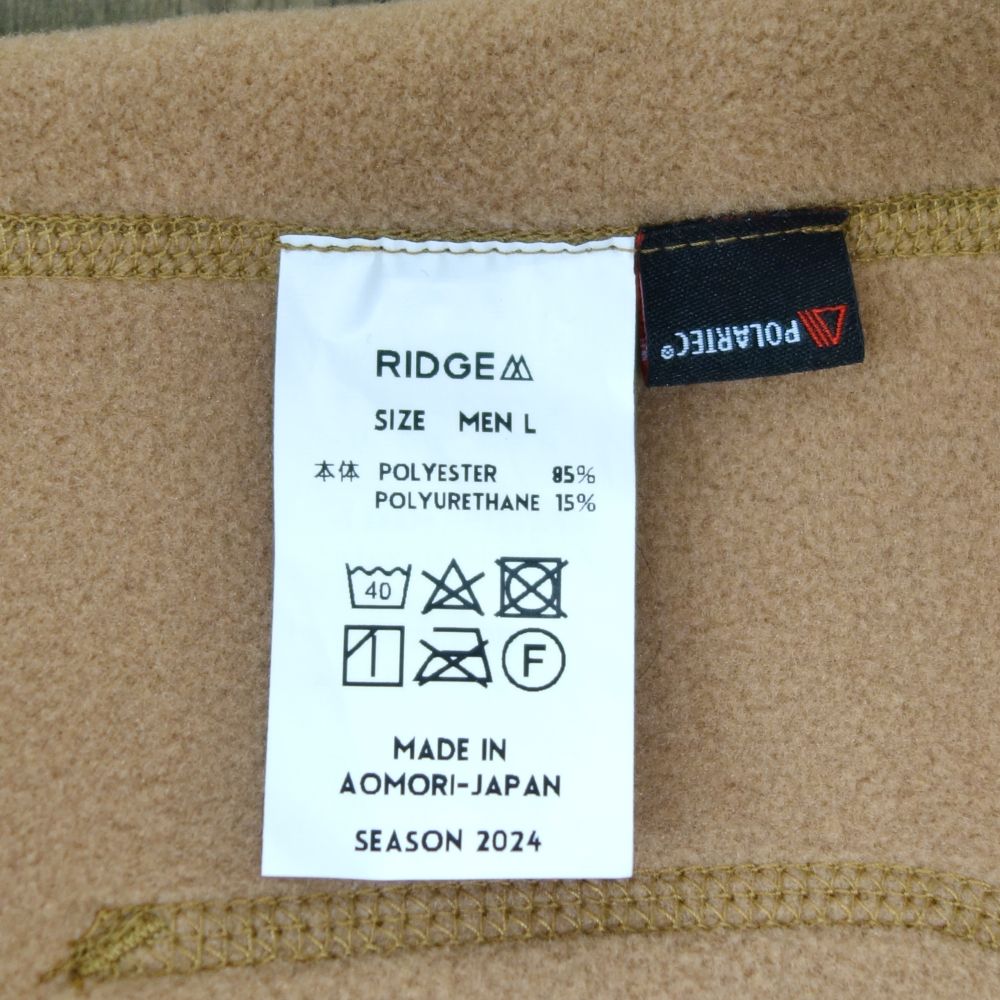 RIDGE
SIZE MEN L
本体 POLYESTER 85%
POLYURETHANE 15%
40
F
MADE IN
AOMORI-JAPAN
SEASON 2024
POLARTEC®